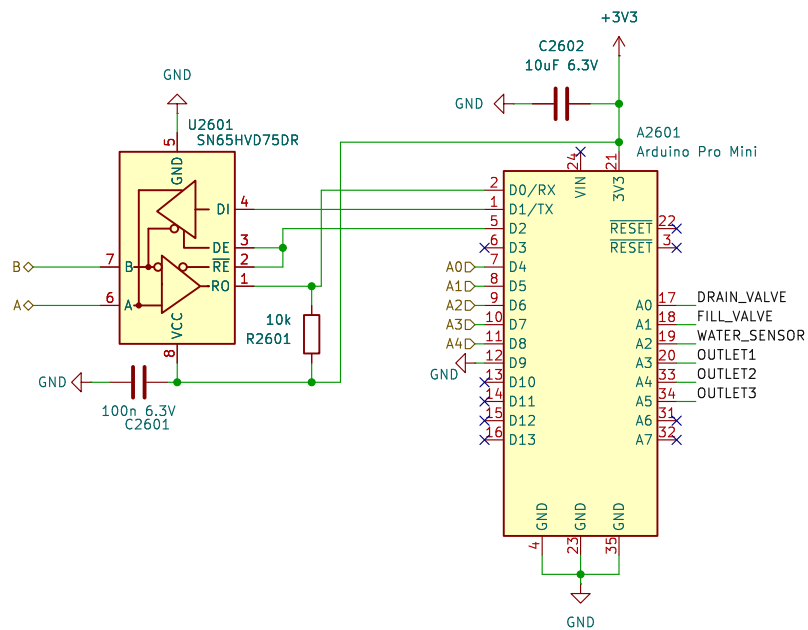 +3V3
C2602
10uF 6.3V
GND
GND
U2601
SN65HVD75DR
A2601
Arduino Pro Mini
5
GND
24
21
VIN
3V3
DI
4
DE
3
RE
2
RO
1
B
7
B
A
6
A
VCC
8
2
D0/RX
1
D1/TX
5
D2
6
D3
A0
7
D4
A1
8
D5
A2
9
D6
A3
10
D7
A4
11
D8
GND
12
D9
13
D10
14
D11
15
D12
16
D13
RESET
22
RESET
3
A0
17
DRAIN_VALVE
A1
18
FILL_VALVE
A2
19
WATER_SENSOR
A3
20
OUTLET1
A4
33
OUTLET2
A5
34
OUTLET3
A6
31
A7
32
10k
R2601
GND
100n 6.3V
C2601
GND
GND
GND
4
23
35
GND